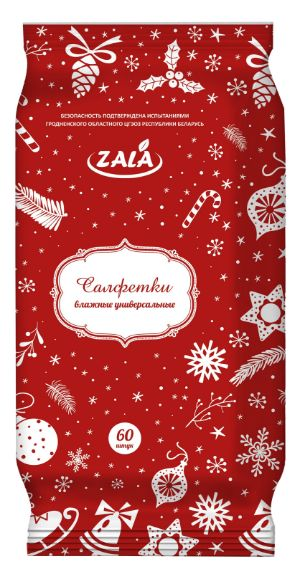 БЕЗОПАСНОСТЬ ПОДТВЕРЖДЕНА ИСПЫТАНИЯМИ
ГРОДНЕНСКОГО ОБЛАСТНОГО ЦГЭОЗ РЕСПУБЛИКИ БЕЛАРУСЬ
ZALA
Салфетки
влажные универсальные
60
штук